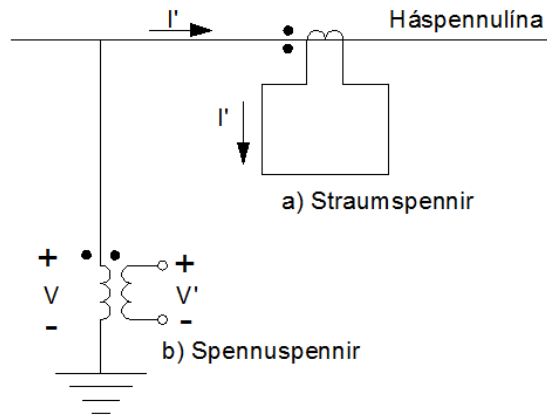 I' Háspennulína
I'
a) Straumspennir
+ +
V V'
- -
b) Spennuspennir